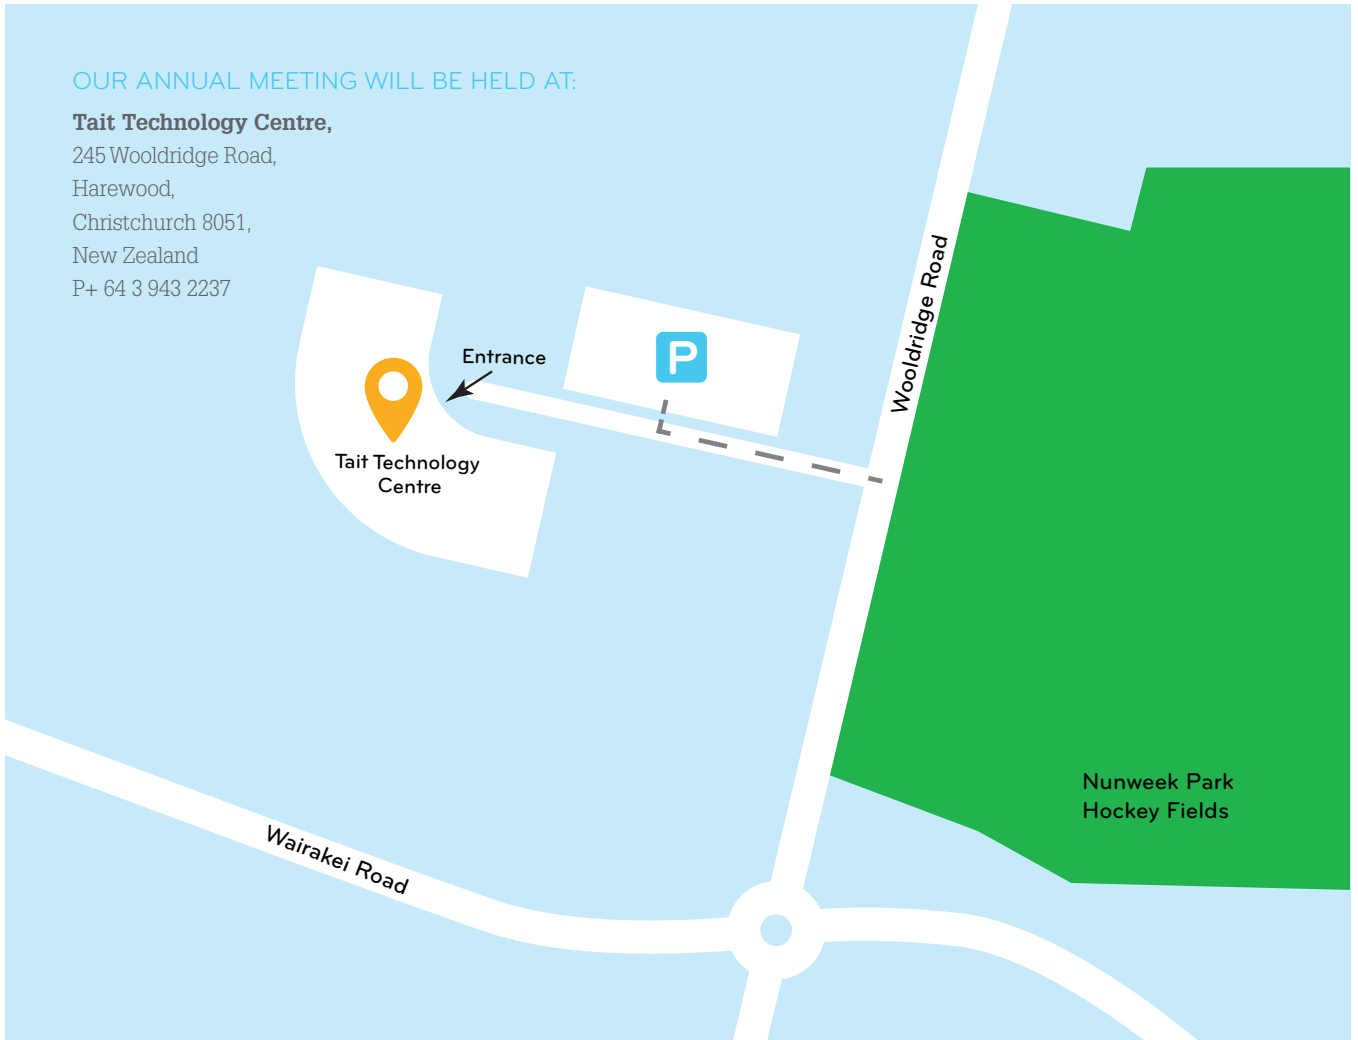 OUR ANNUAL MEETING WILL BE HELD AT:
Tait Technology Centre,
245 Wooldridge Road,
Harewood,
Christchurch 8051,
New Zealand
P+ 64 3 943 2237
Wooldridge Road
P
Entrance
Tait Technology
Centre
Nunweek Park
Hockey Fields
Wairakei Road